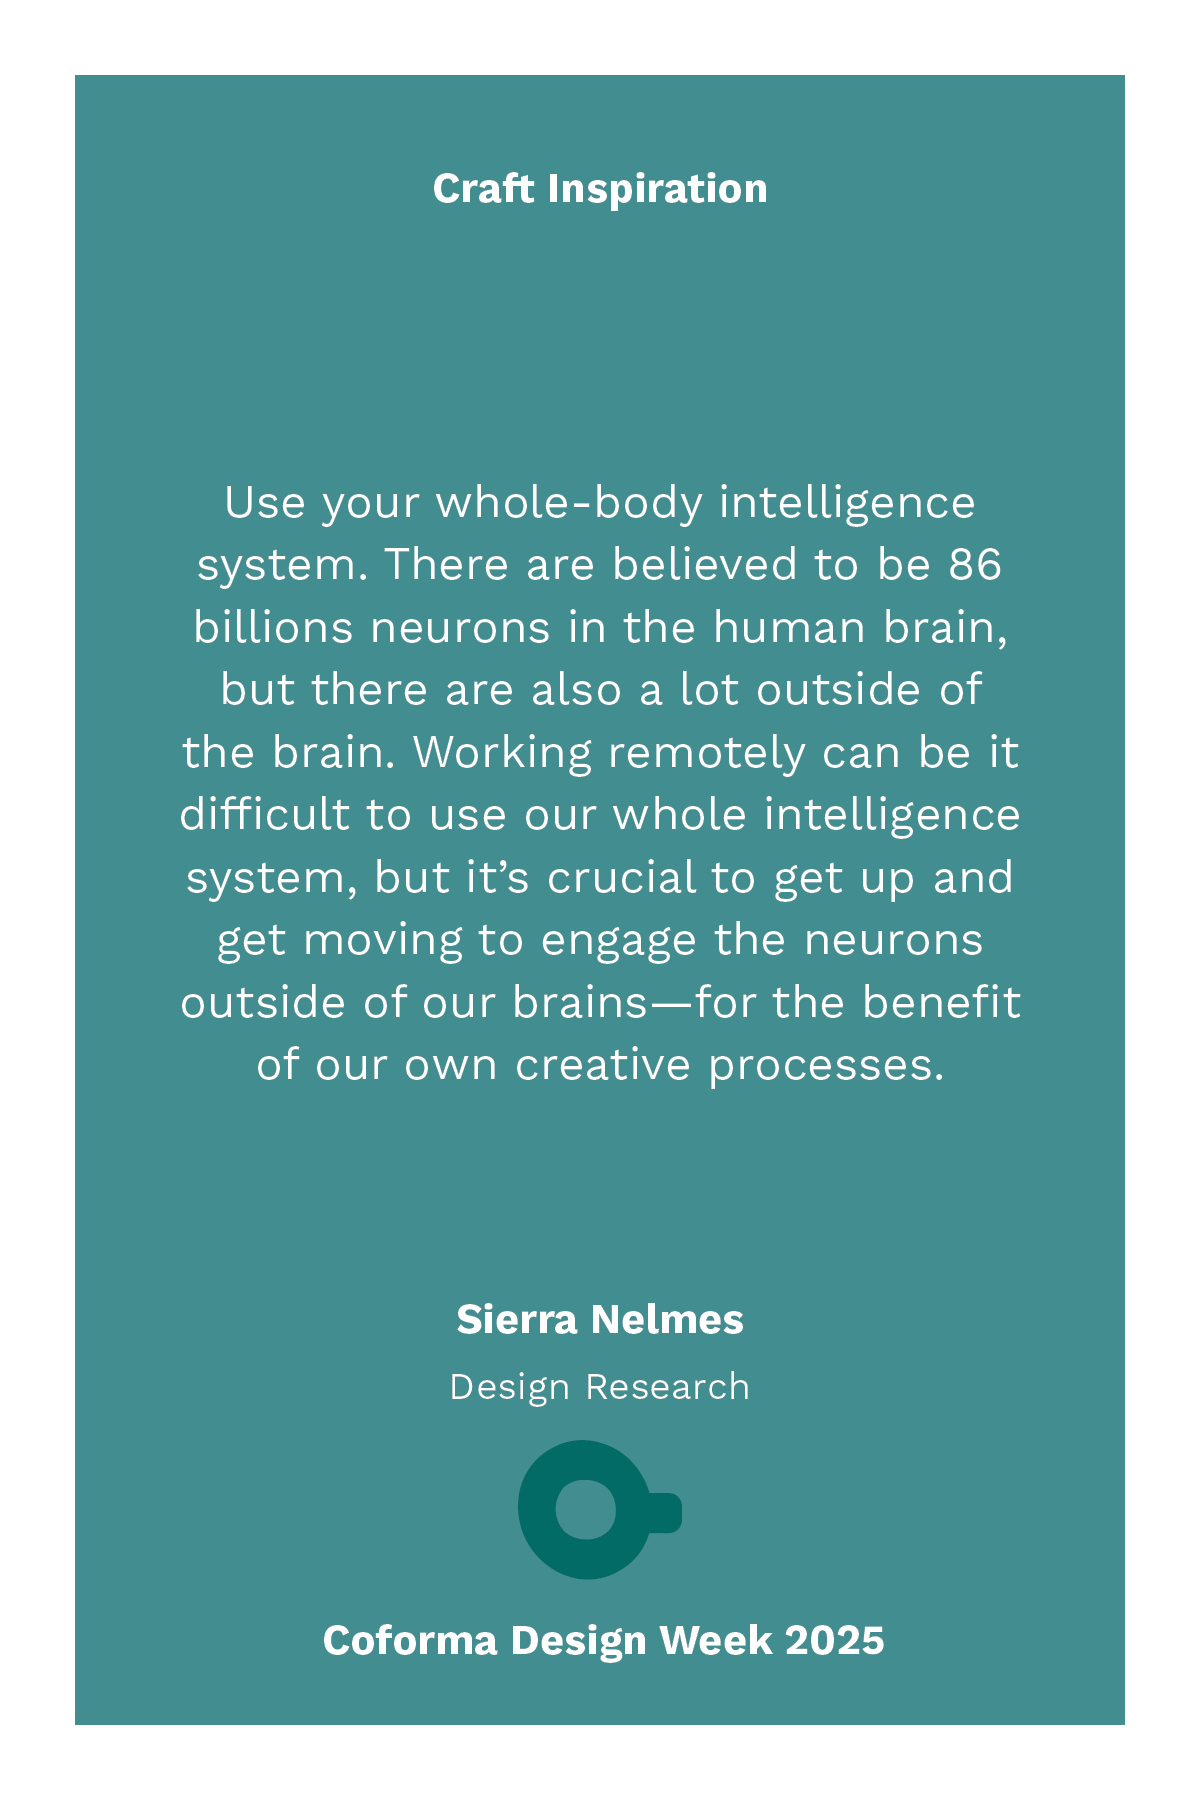 Craft Inspiration
Use your whole-body intelligence
system. There are believed to be 86
billions neurons in the human brain,
but there are also a lot outside of
the brain. Working remotely can be it
difficult to use our whole intelligence
system, but it’s crucial to get up and
get moving to engage the neurons
outside of our brains—for the benefit
of our own creative processes.
Sierra Nelmes
Design Research
Coforma Design Week 2025